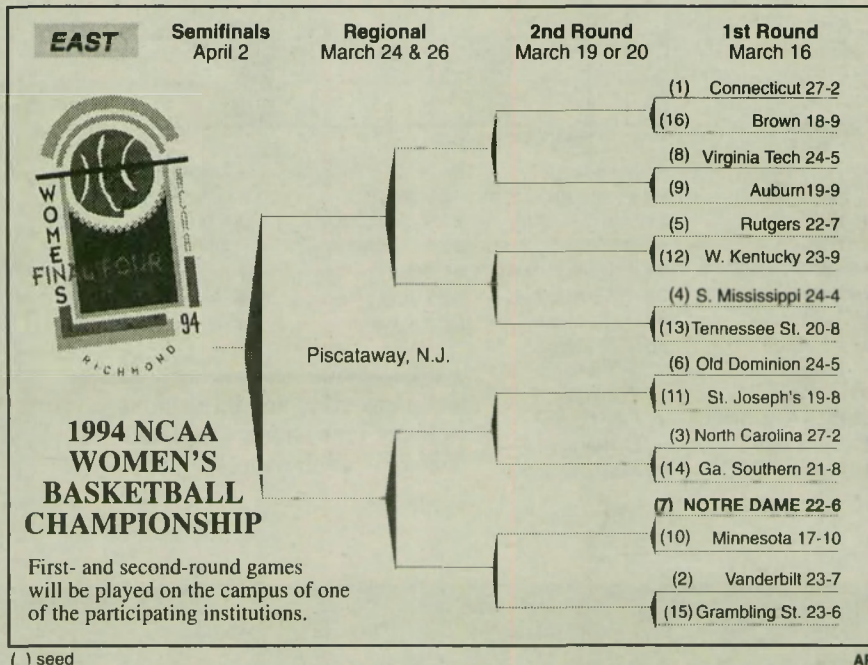 EAST
Semifinals
April 2
Regional
March 24 & 26
2nd Round
March 19 or 20
1st Round
March 16
(1) Connecticut 27-2
(16) Brown 18-9
(8) Virginia Tech 24-5
(9) Auburn19-9
(5) Rutgers 22-7
(12) W. Kentucky 23-9
(4) S. Mississippi 24-4
(13) Tennessee St. 20-8
(6) Old Dominion 24-5
(11) St. Joseph's 19-8
(3) North Carolina 27-2
(14) Ga. Southern 21-8
(7) NOTRE DAME 22-6
(10) Minnesota 17-10
(2) Vanderbilt 23-7
(15) Grambling St. 23-6
WOMENS
FINAL FOUR
94
RICHMOND
Piscataway, N.J.
1994 NCAA
WOMEN'S
BASKETBALL
CHAMPIONSHIP
First- and second-round games
will be played on the campus of one
of the participating institutions.
( ) seed